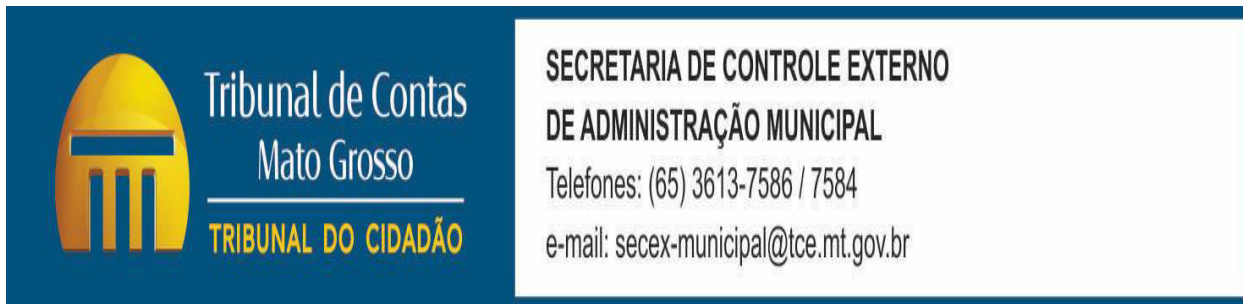 Tribunal de Contas
Mato Grosso
TRIBUNAL DO CIDADÃO
SECRETARIA DE CONTROLE EXTERNO
DE ADMINISTRAÇÃO MUNICIPAL
Telefones: (65) 3613-7586 / 7584
e-mail: secex-municipal@tce.mt.gov.br